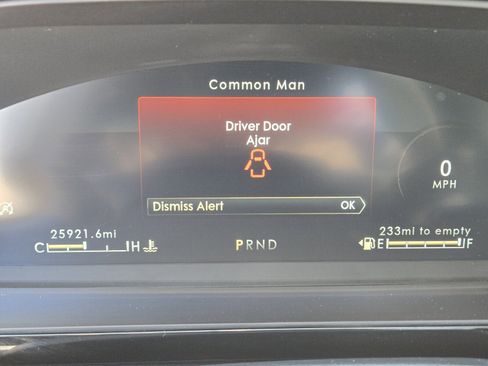 Common Man
Driver Door
Ajar
Dismiss Alert OK
0
MPH
25921.6mi
C H
PRND
233mi to empty
E F